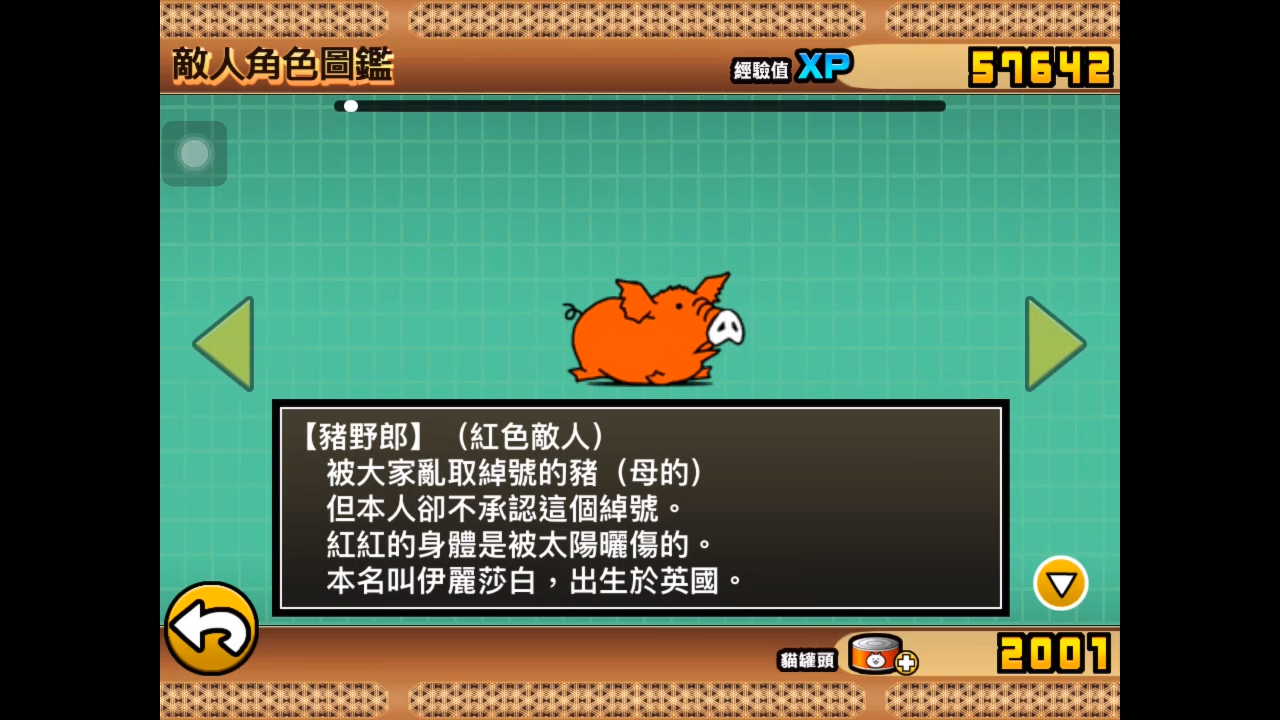 敵人角色圖鑑
經驗值 XP 57642
【豬野郎】（紅色敵人）
被大家亂取綽號的豬（母的）
但本人卻不承認這個綽號。
紅紅的身體是被太陽曬傷的。
本名叫伊麗莎白，出生於英國。
貓罐頭 2001